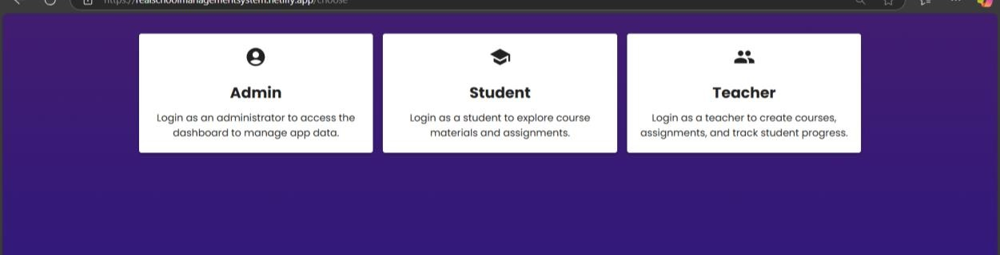 https://realschoolmanagementsystem.netlify.app/choose
Admin
Login as an administrator to access the
dashboard to manage app data.
Student
Login as a student to explore course
materials and assignments.
Teacher
Login as a teacher to create courses,
assignments, and track student progress.